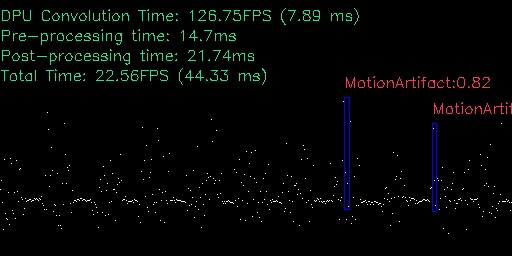 DPU Convolution Time: 126.75FPS (7.89 ms)
Pre-processing time: 14.7ms
Post-processing time: 21.74ms
Total Time: 22.56FPS (44.33 ms)
MotionArtifact:0.82
MotionArtif